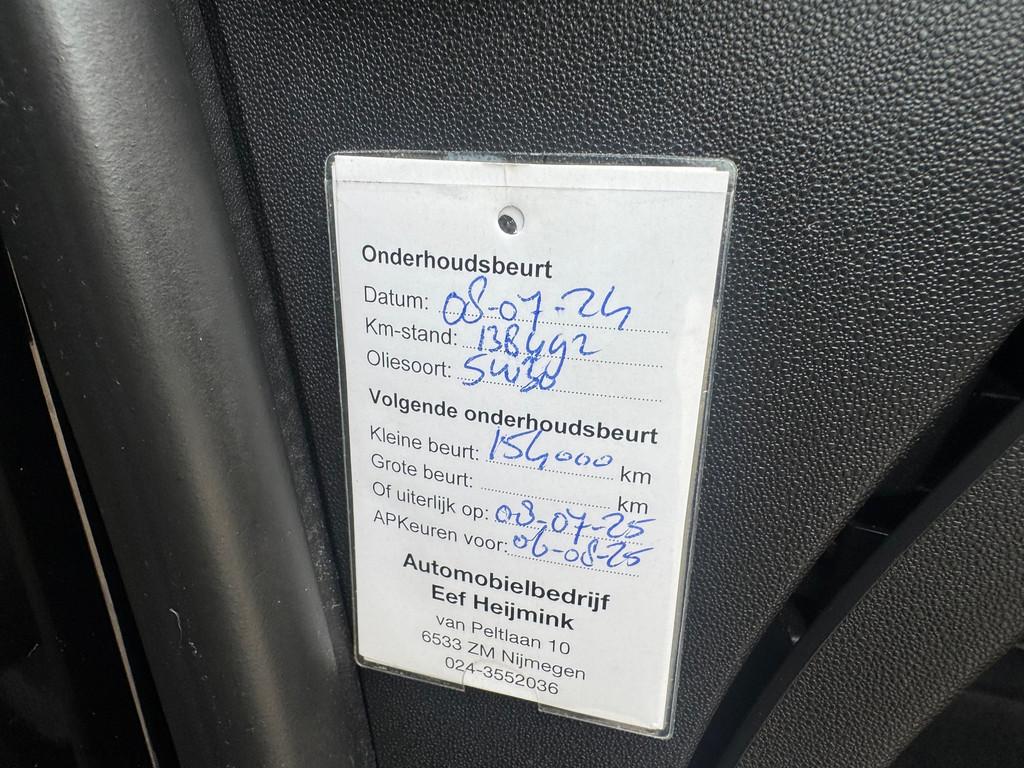 Onderhoudsbeurt
Datum: 08-07-24
Km-stand: 138492
Oliesoort: 5w30
Volgende onderhoudsbeurt
Kleine beurt: 154000 km
Grote beurt: km
Of uiterlijk op: 08-07-25
APKeuren voor: 06-08-25
Automobielbedrijf
Eef Heijmink
van Peltlaan 10
6533 ZM Nijmegen
024-3552036